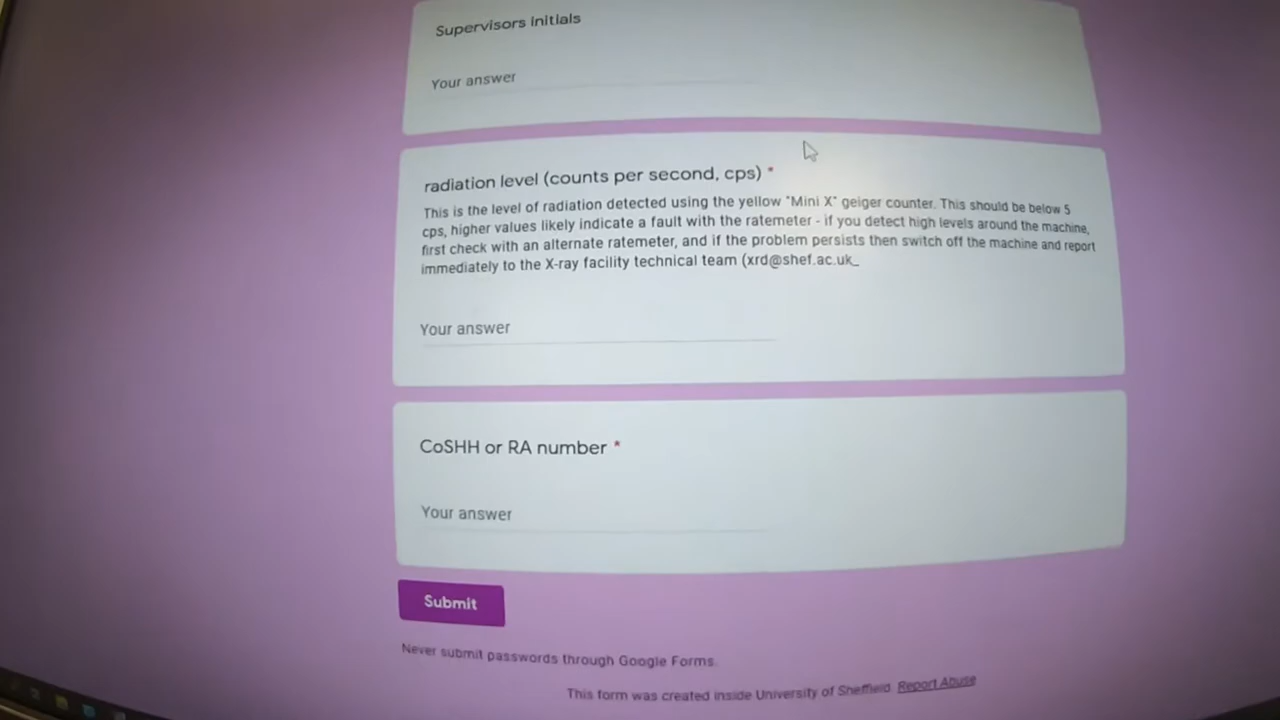 Supervisors initials
Your answer
radiation level (counts per second, cps) *
This is the level of radiation detected using the yellow "Mini X" geiger counter. This should be below 5
cps, higher values likely indicate a fault with the ratemeter - if you detect high levels around the machine,
first check with an alternate ratemeter, and if the problem persists then switch off the machine and report
immediately to the X-ray facility technical team (xrd@shef.ac.uk_
Your answer
CoSHH or RA number *
Your answer
Submit
Never submit passwords through Google Forms.
This form was created inside University of Sheffield. Report Abuse